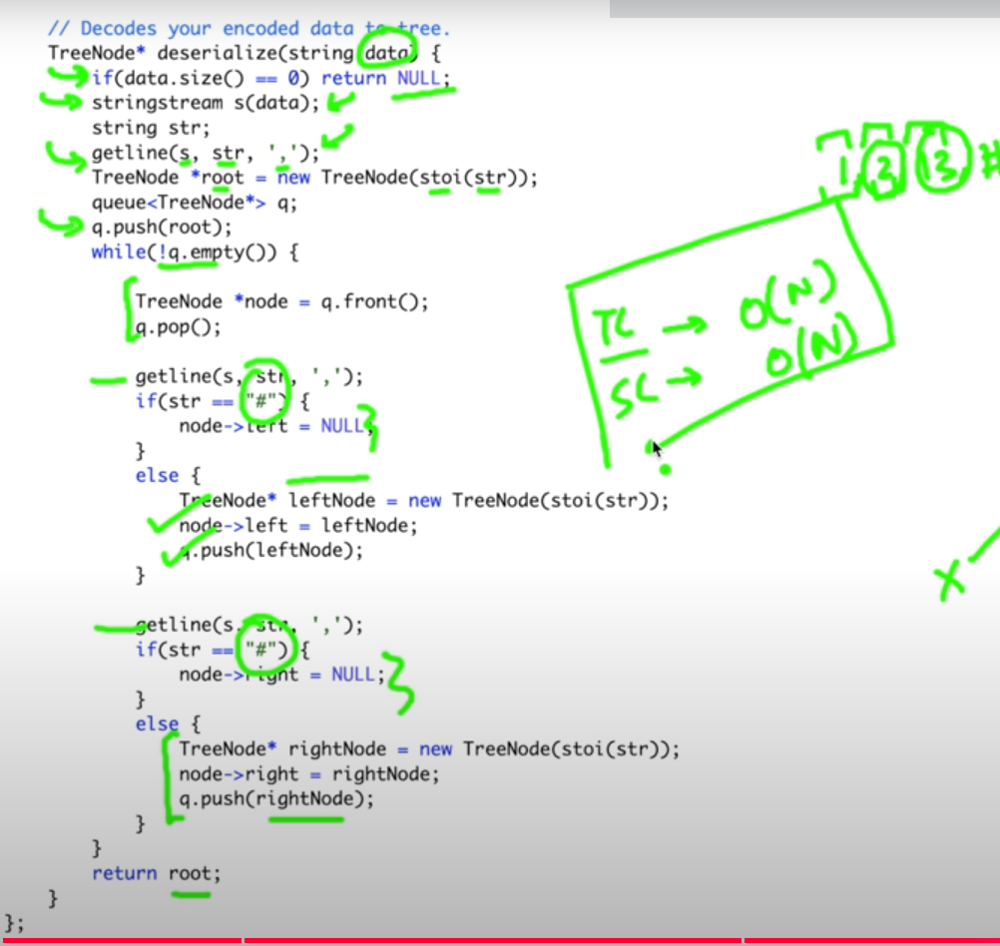 // Decodes your encoded data to tree.
TreeNode* deserialize(string data) {
if(data.size() == 0) return NULL;
stringstream s(data);
string str;
getline(s, str, ',');
TreeNode *root = new TreeNode(stoi(str));
queue<TreeNode*> q;
q.push(root);
while(!q.empty()) {
TreeNode *node = q.front();
q.pop();
getline(s, str, ',');
if(str == "#") {
node->left = NULL;
}
else {
TreeNode* leftNode = new TreeNode(stoi(str));
node->left = leftNode;
q.push(leftNode);
}
getline(s, str, ',');
if(str == "#") {
node->right = NULL;
}
else {
TreeNode* rightNode = new TreeNode(stoi(str));
node->right = rightNode;
q.push(rightNode);
}
}
return root;
}
};
1, 2, 13 #
TC → O(N)
SC → O(N)
X